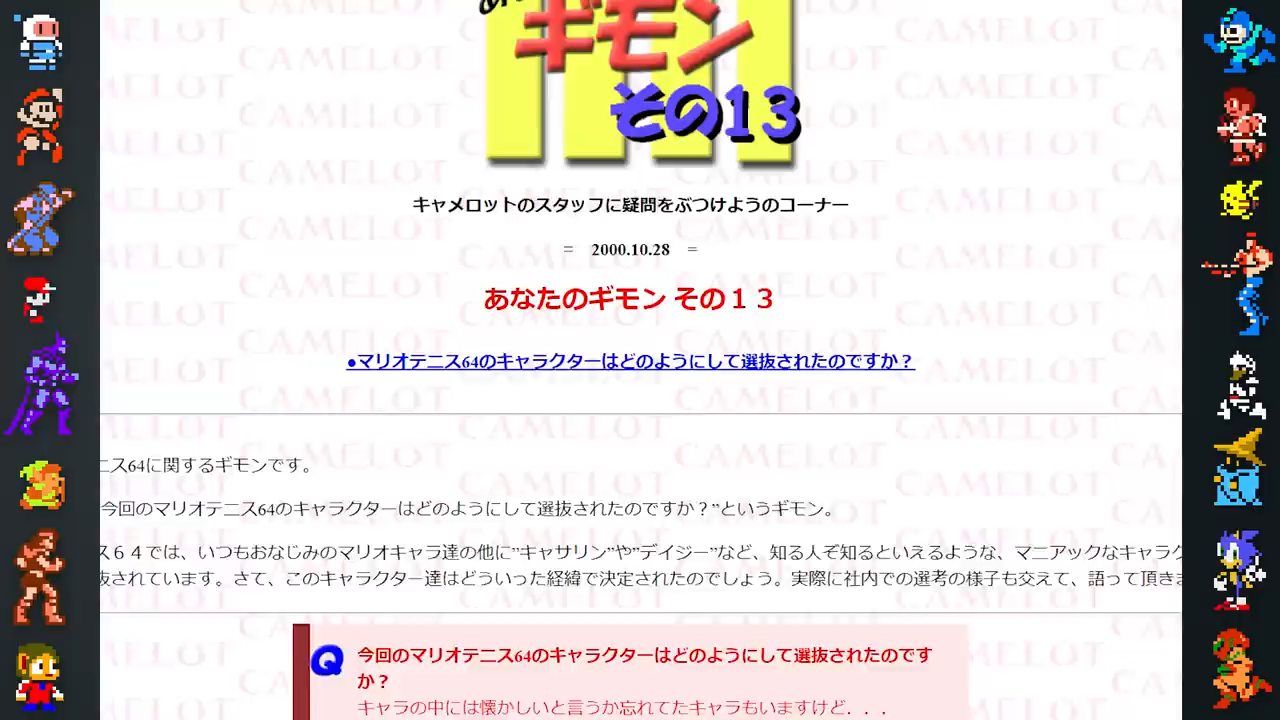 ギモン
その13
キャメロットのスタッフに疑問をぶつけようのコーナー
= 2000.10.28 =
あなたのギモン その１３
●マリオテニス64のキャラクターはどのようにして選抜されたのですか？
ニス64に関するギモンです。
今回のマリオテニス64のキャラクターはどのようにして選抜されたのですか？”というギモン。
ス６４では、いつもおなじみのマリオキャラ達の他に”キャサリン”や”デイジー”など、知る人ぞ知るといえるような、マニアックなキャラク
抜されています。さて、このキャラクター達はどういった経緯で決定されたのでしょう。実際に社内での選考の様子も交えて、語って頂きま
Q 今回のマリオテニス64のキャラクターはどのようにして選抜されたのです
か？
キャラの中には懐かしいと言うか忘れてたキャラもいますけど．．．
CAMELOT